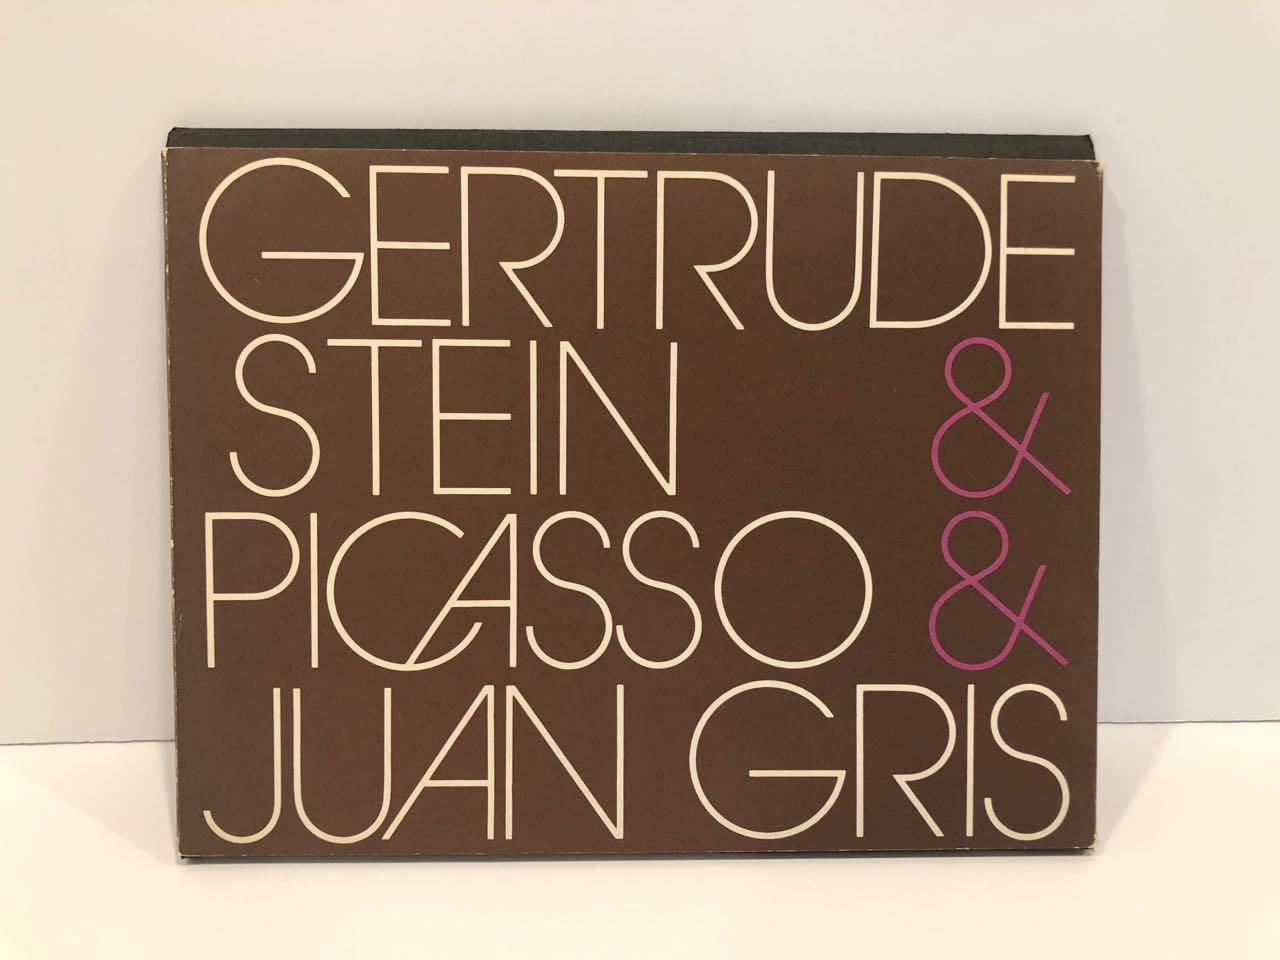 GERTRUDE
STEIN &
PICASSO &
JUAN GRIS